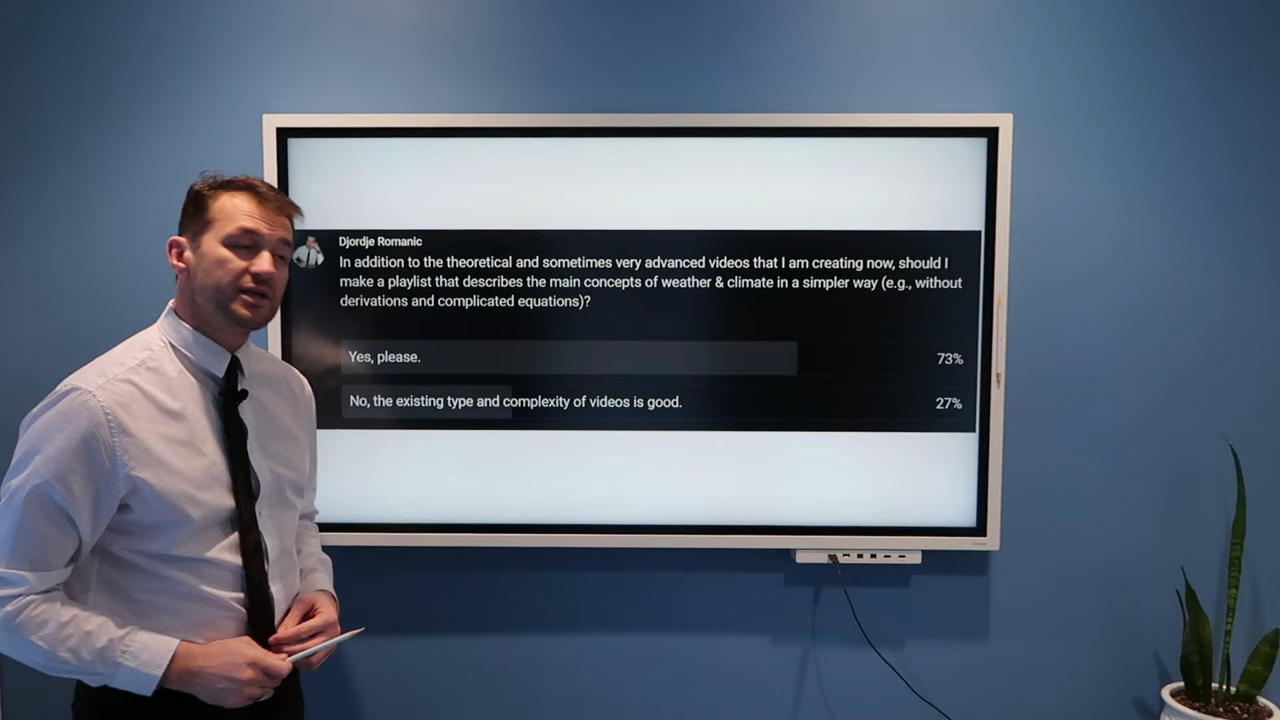 Djordje Romanic
In addition to the theoretical and sometimes very advanced videos that I am creating now, should I
make a playlist that describes the main concepts of weather & climate in a simpler way (e.g., without
derivations and complicated equations)?
Yes, please.
73%
No, the existing type and complexity of videos is good.
27%